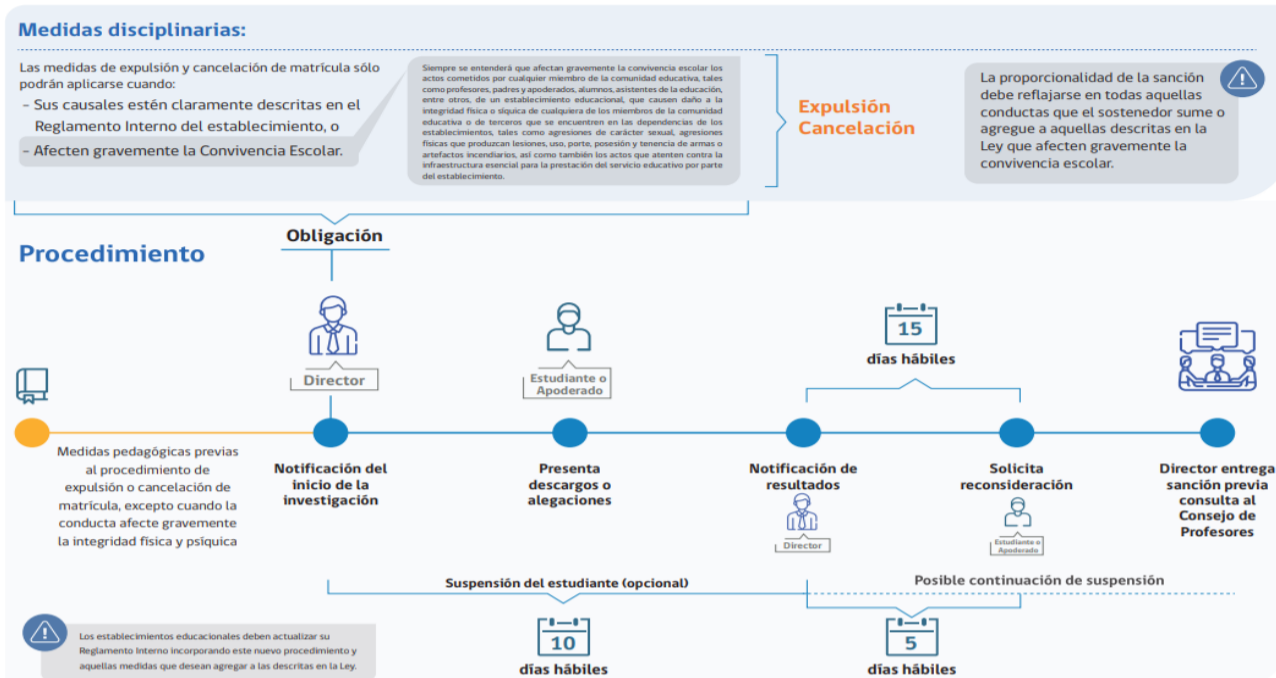 Medidas disciplinarias:
Las medidas de expulsión y cancelación de matrícula sólo
podrán aplicarse cuando:
- Sus causales estén claramente descritas en el
Reglamento Interno del establecimiento, o
- Afecten gravemente la Convivencia Escolar.
Siempre se entenderá que afectan gravemente la convivencia escolar los
actos cometidos por cualquier miembro de la comunidad educativa, tales
como profesores, padres y apoderados, alumnos, asistentes de la educación,
entre otros, de un establecimiento educacional, que causen daño a la
integridad física o síquica de cualquiera de los miembros de la comunidad
educativa o de terceros que se encuentren en las dependencias de los
establecimientos, tales como agresiones de carácter sexual, agresiones
físicas que produzcan lesiones, uso, porte, posesión y tenencia de armas o
artefactos incendiarios, así como también los actos que atenten contra la
infraestructura esencial para la prestación del servicio educativo por parte
del establecimiento.
Expulsión
Cancelación
La proporcionalidad de la sanción
debe reflajarse en todas aquellas
conductas que el sostenedor sume o
agregue a aquellas descritas en la
Ley que afecten gravemente la
convivencia escolar.
Procedimiento
Obligación
Director
Estudiante o
Apoderado
15
días hábiles
Medidas pedagógicas previas
al procedimiento de
expulsión o cancelación de
matrícula, excepto cuando la
conducta afecte gravemente
la integridad física y psíquica
Notificación del
inicio de la
investigación
Presenta
descargos o
alegaciones
Notificación de
resultados
Director
Solicita
reconsideración
Estudiante o
Apoderado
Director entrega
sanción previa
consulta al
Consejo de
Profesores
Suspensión del estudiante (opcional)
Posible continuación de suspensión
10
días hábiles
5
días hábiles
Los establecimientos educacionales deben actualizar su
Reglamento Interno incorporando este nuevo procedimiento y
aquellas medidas que desean agregar a las descritas en la Ley.